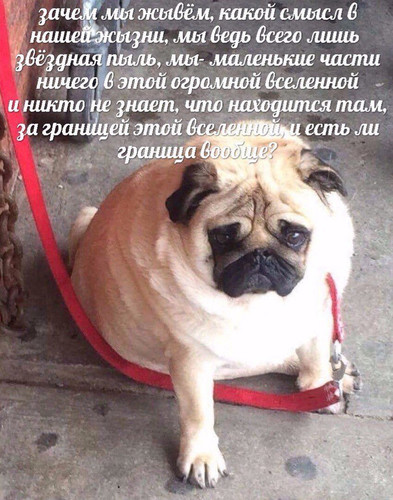 зачем мы жывём, какой смысл в
нашей жызни, мы ведь всего лишь
звёздная пыль, мы- маленькие части
ничего в этой огромной вселенной
и никто не знает, что находится там,
за границей этой вселенной, и есть ли
граница вообще?